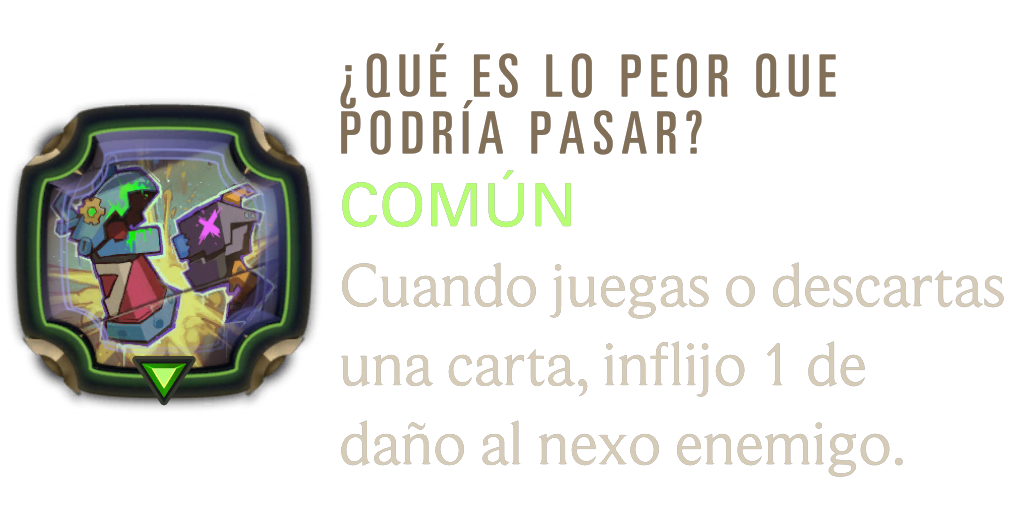 ¿QUÉ ES LO PEOR QUE
PODRÍA PASAR?
COMÚN
Cuando juegas o descartas
una carta, inflijo 1 de
daño al nexo enemigo.